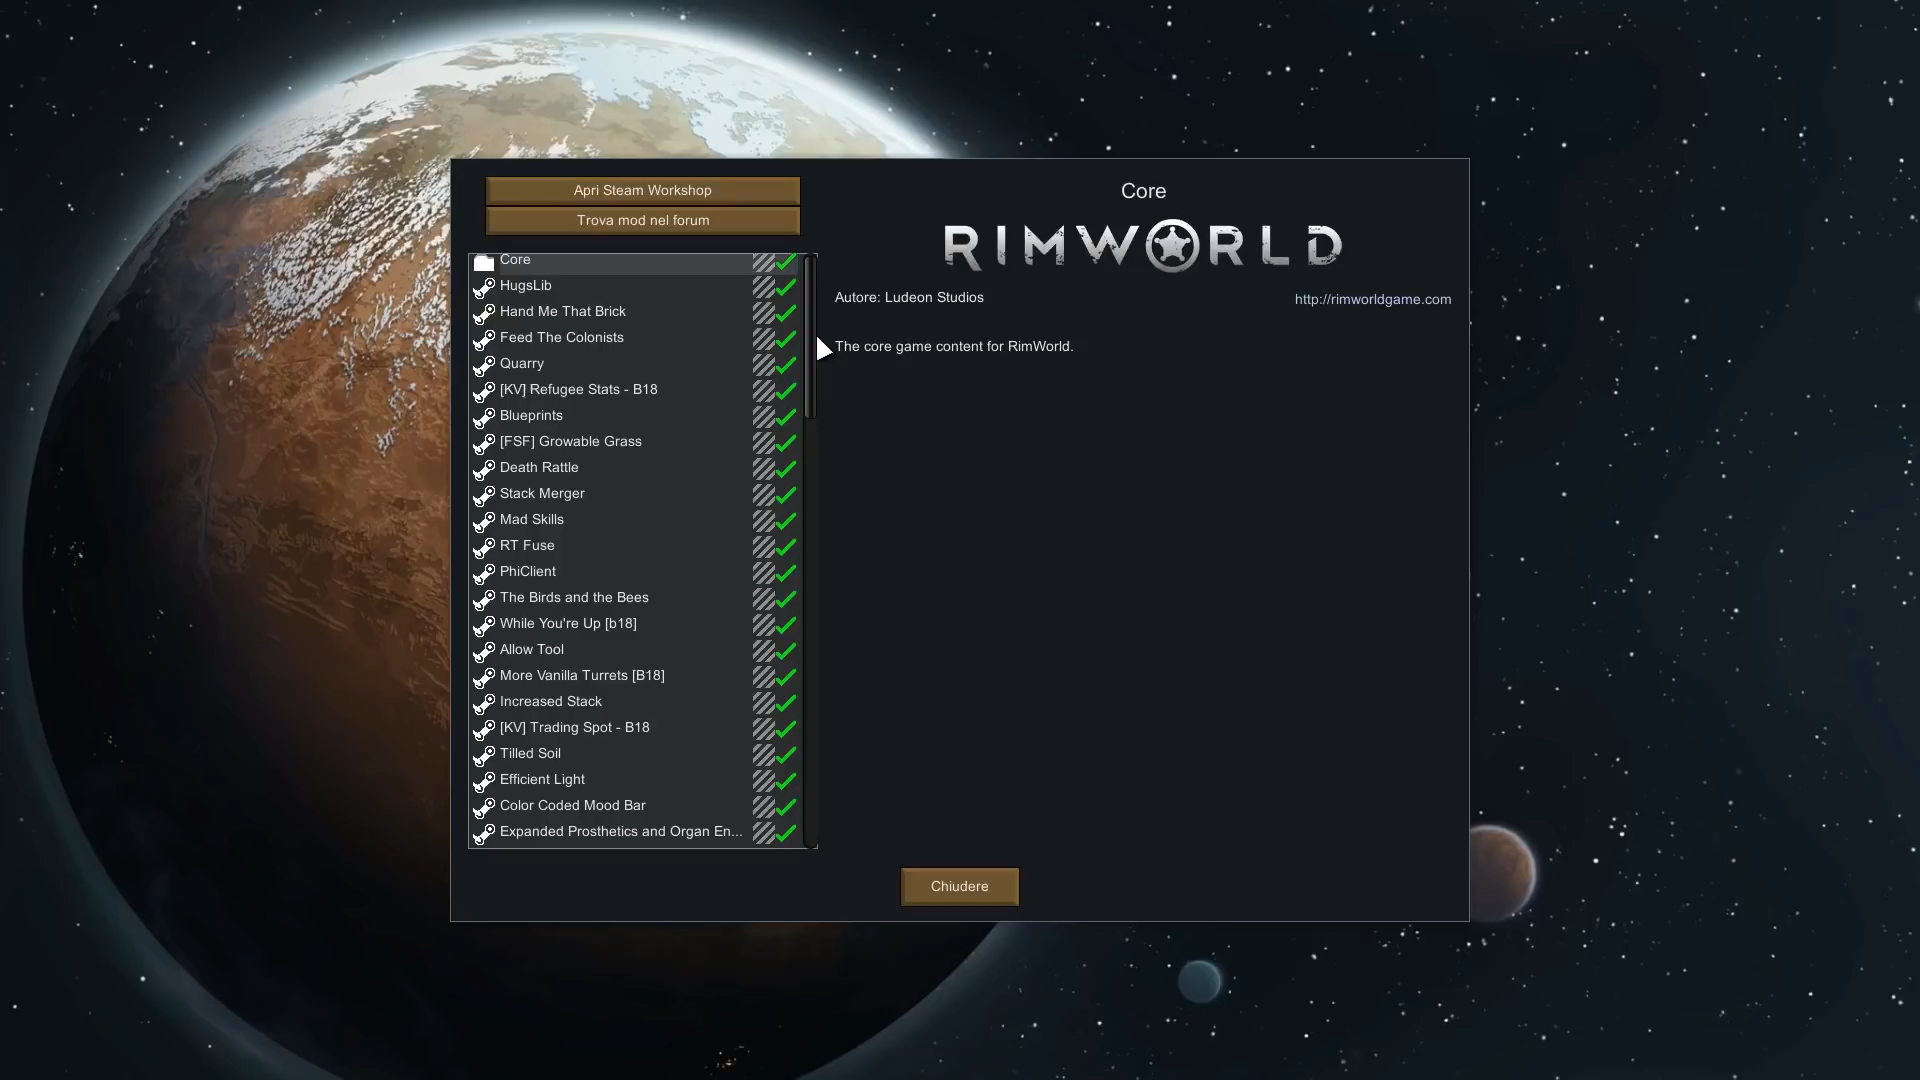 Apri Steam Workshop
Trova mod nel forum
Core
HugsLib
Hand Me That Brick
Feed The Colonists
Quarry
[KV] Refugee Stats - B18
Blueprints
[FSF] Growable Grass
Death Rattle
Stack Merger
Mad Skills
RT Fuse
PhiClient
The Birds and the Bees
While You're Up [b18]
Allow Tool
More Vanilla Turrets [B18]
Increased Stack
[KV] Trading Spot - B18
Tilled Soil
Efficient Light
Color Coded Mood Bar
Expanded Prosthetics and Organ En...
Core
RIMWORLD
Autore: Ludeon Studios
http://rimworldgame.com
The core game content for RimWorld.
Chiudere